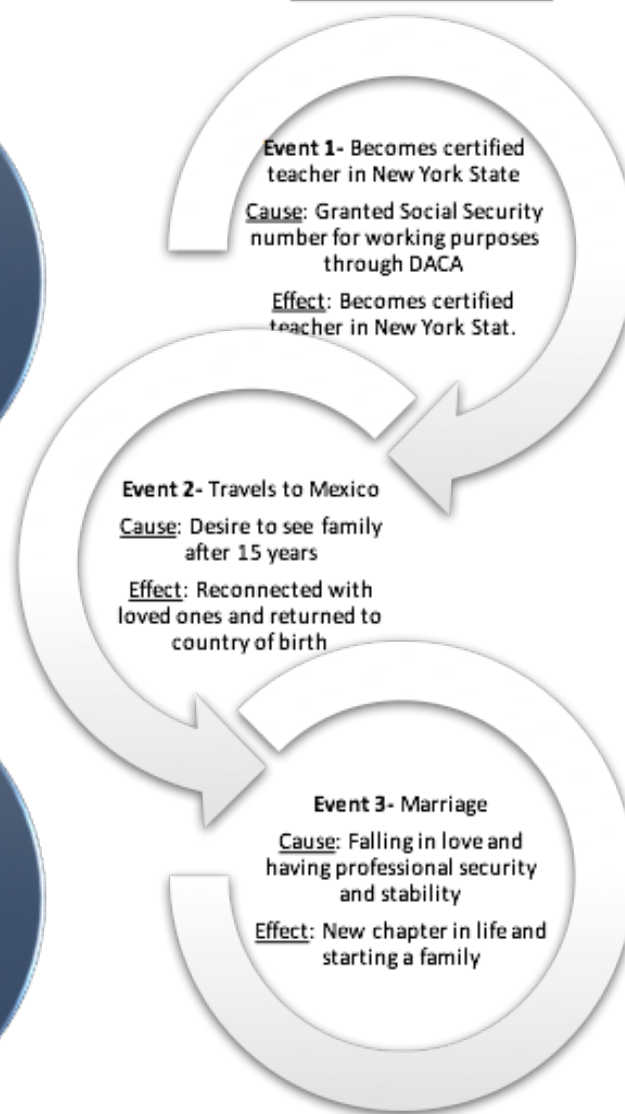 Event 1- Becomes certified
teacher in New York State
Cause: Granted Social Security
number for working purposes
through DACA
Effect: Becomes certified
teacher in New York Stat.
Event 2- Travels to Mexico
Cause: Desire to see family
after 15 years
Effect: Reconnected with
loved ones and returned to
country of birth
Event 3- Marriage
Cause: Falling in love and
having professional security
and stability
Effect: New chapter in life and
starting a family